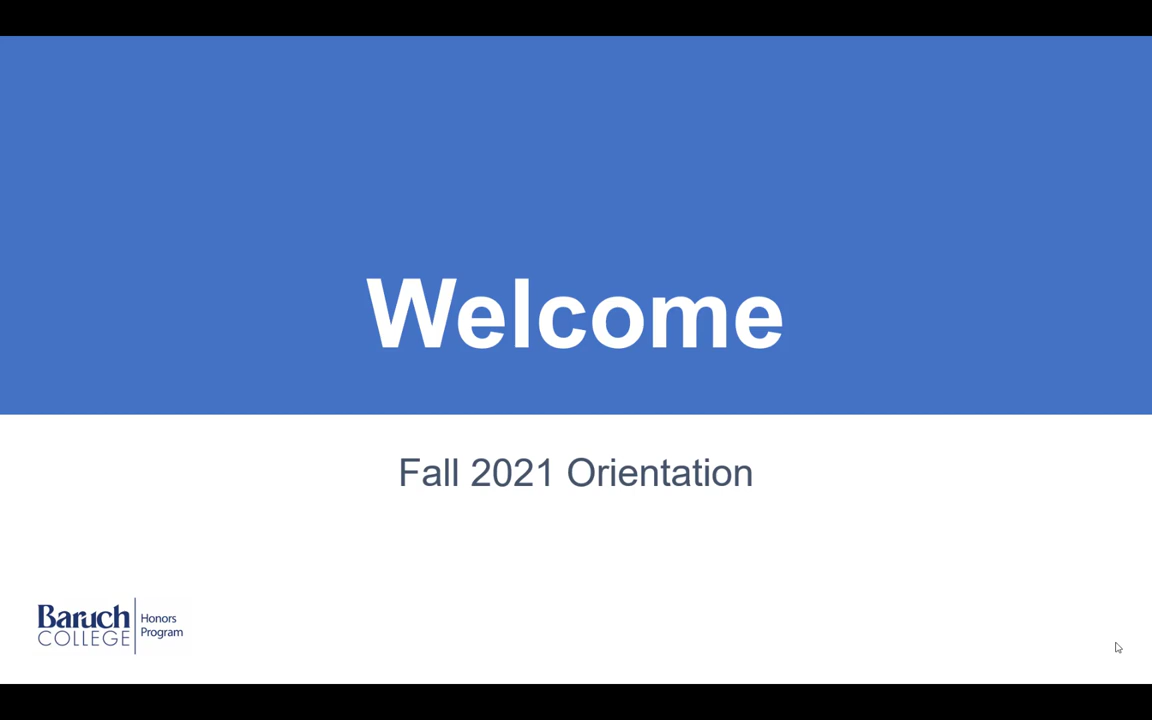 Welcome
Fall 2021 Orientation
Baruch
COLLEGE
Honors
Program